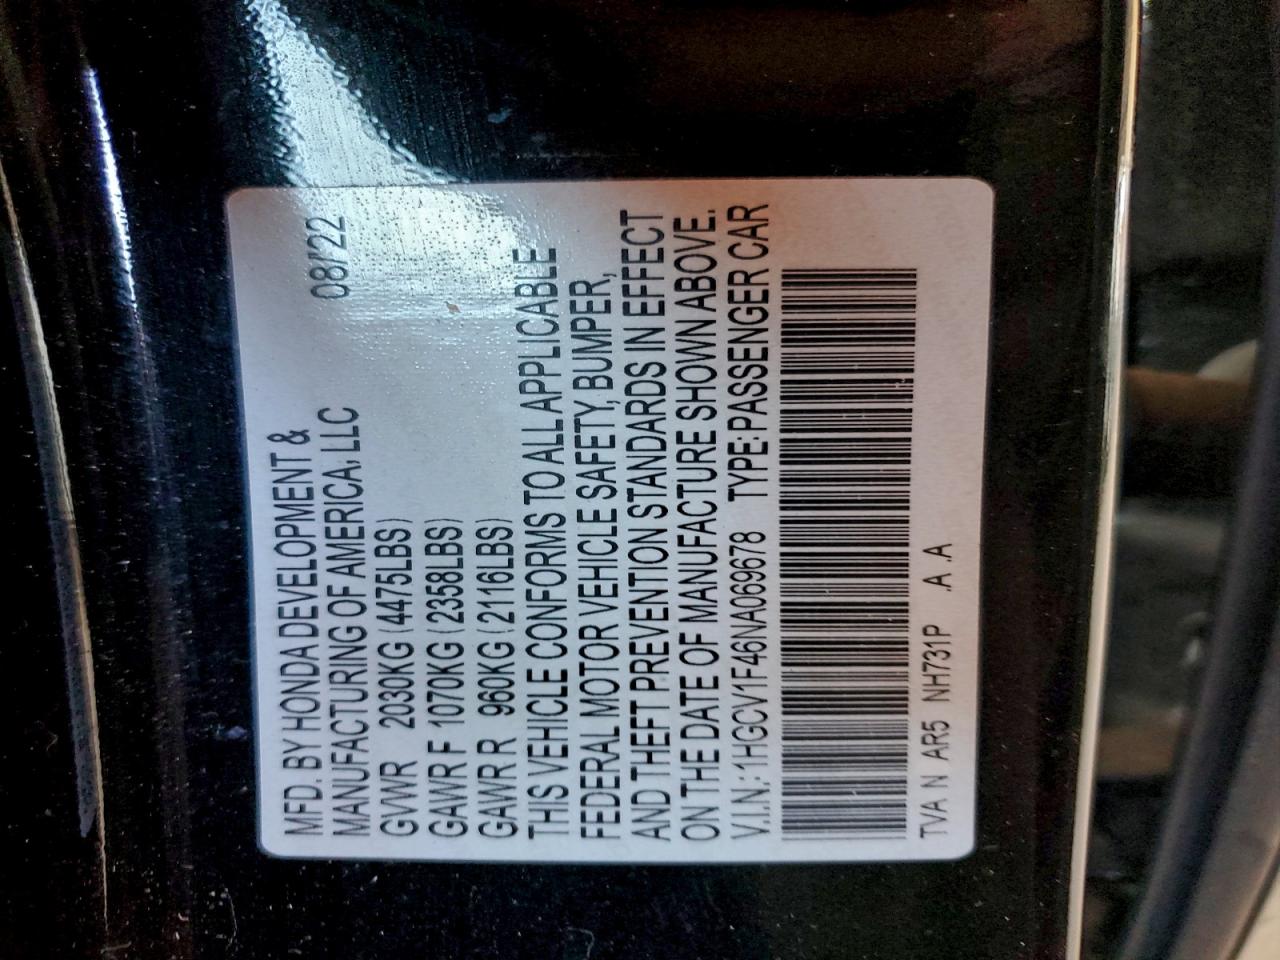 MFD. BY HONDA DEVELOPMENT &
MANUFACTURING OF AMERICA. LLC 08/'22
GVWR 2030KG (4475LBS)
GAWR F 1070KG (2358LBS)
GAWR R 960KG (2116LBS)
THIS VEHICLE CONFORMS TO ALL APPLICABLE
FEDERAL MOTOR VEHICLE SAFETY, BUMPER,
AND THEFT PREVENTION STANDARDS IN EFFECT
ON THE DATE OF MANUFACTURE SHOWN ABOVE.
V.I.N.: 1HGCV1F46NA069678 TYPE: PASSENGER CAR
TVA N AR5 NH731P .A .A